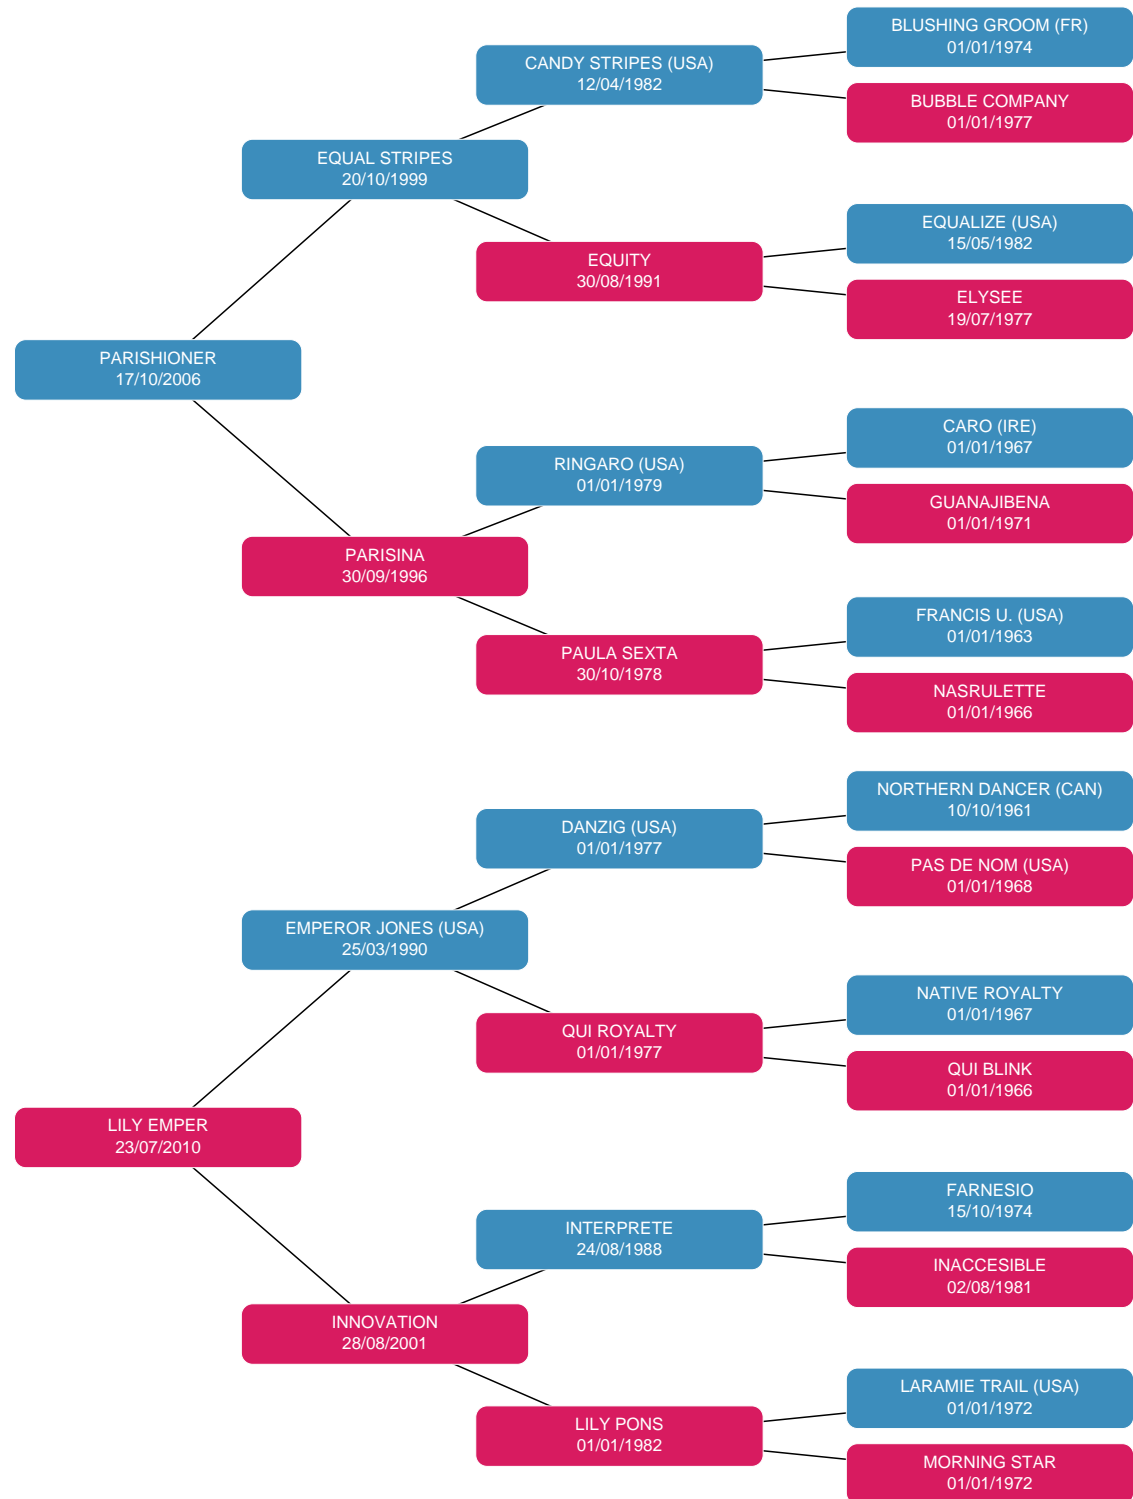 BLUSHING GROOM (FR)
01/01/1974
CANDY STRIPES (USA)
12/04/1982
BUBBLE COMPANY
01/01/1977
EQUAL STRIPES
20/10/1999
EQUALIZE (USA)
15/05/1982
EQUITY
30/08/1991
ELYSEE
19/07/1977
PARISHIONER
17/10/2006
CARO (IRE)
01/01/1967
RINGARO (USA)
01/01/1979
GUANAJIBENA
01/01/1971
PARISINA
30/09/1996
FRANCIS U. (USA)
01/01/1963
PAULA SEXTA
30/10/1978
NASRULETTE
01/01/1966
NORTHERN DANCER (CAN)
10/10/1961
DANZIG (USA)
01/01/1977
PAS DE NOM (USA)
01/01/1968
EMPEROR JONES (USA)
25/03/1990
NATIVE ROYALTY
01/01/1967
QUI ROYALTY
01/01/1977
QUI BLINK
01/01/1966
LILY EMPER
23/07/2010
FARNESIO
15/10/1974
INTERPRETE
24/08/1988
INACCESIBLE
02/08/1981
INNOVATION
28/08/2001
LARAMIE TRAIL (USA)
01/01/1972
LILY PONS
01/01/1982
MORNING STAR
01/01/1972